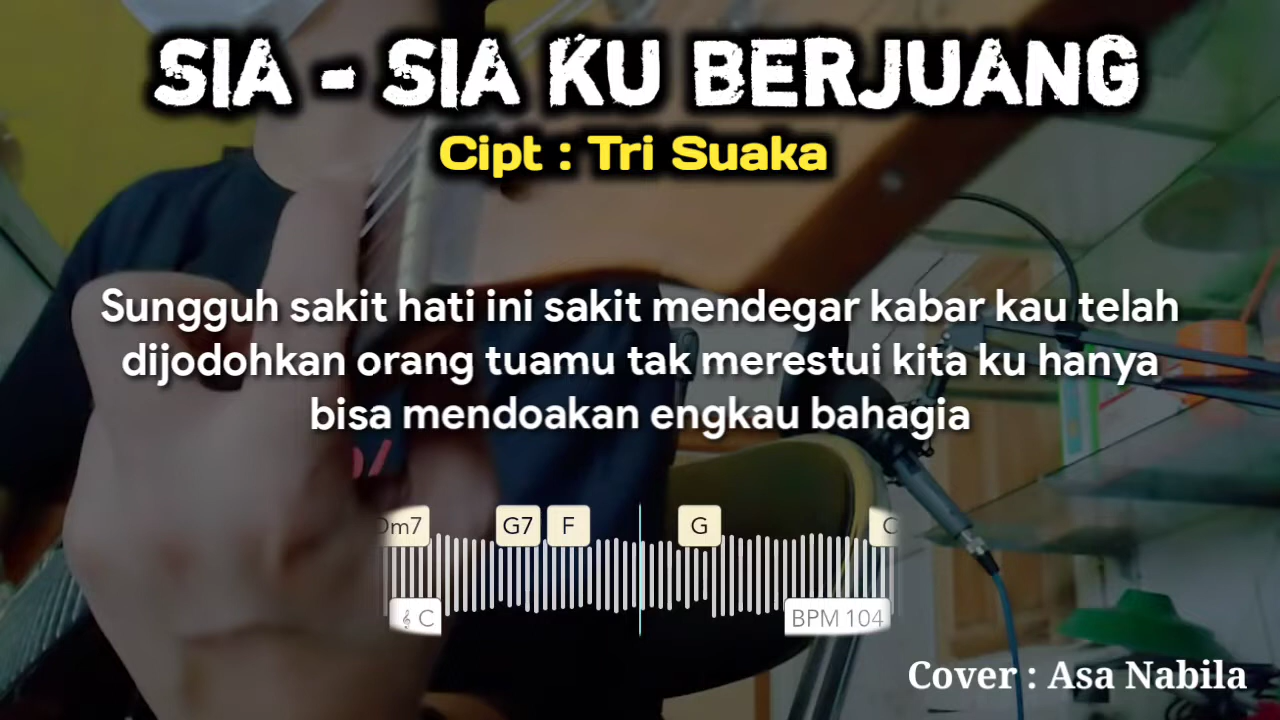 SIA - SIA KU BERJUANG
Cipt : Tri Suaka
Sungguh sakit hati ini sakit mendegar kabar kau telah
dijodohkan orang tuamu tak merestui kita ku hanya
bisa mendoakan engkau bahagia
Dm7 G7 F G C
C BPM 104
Cover : Asa Nabila